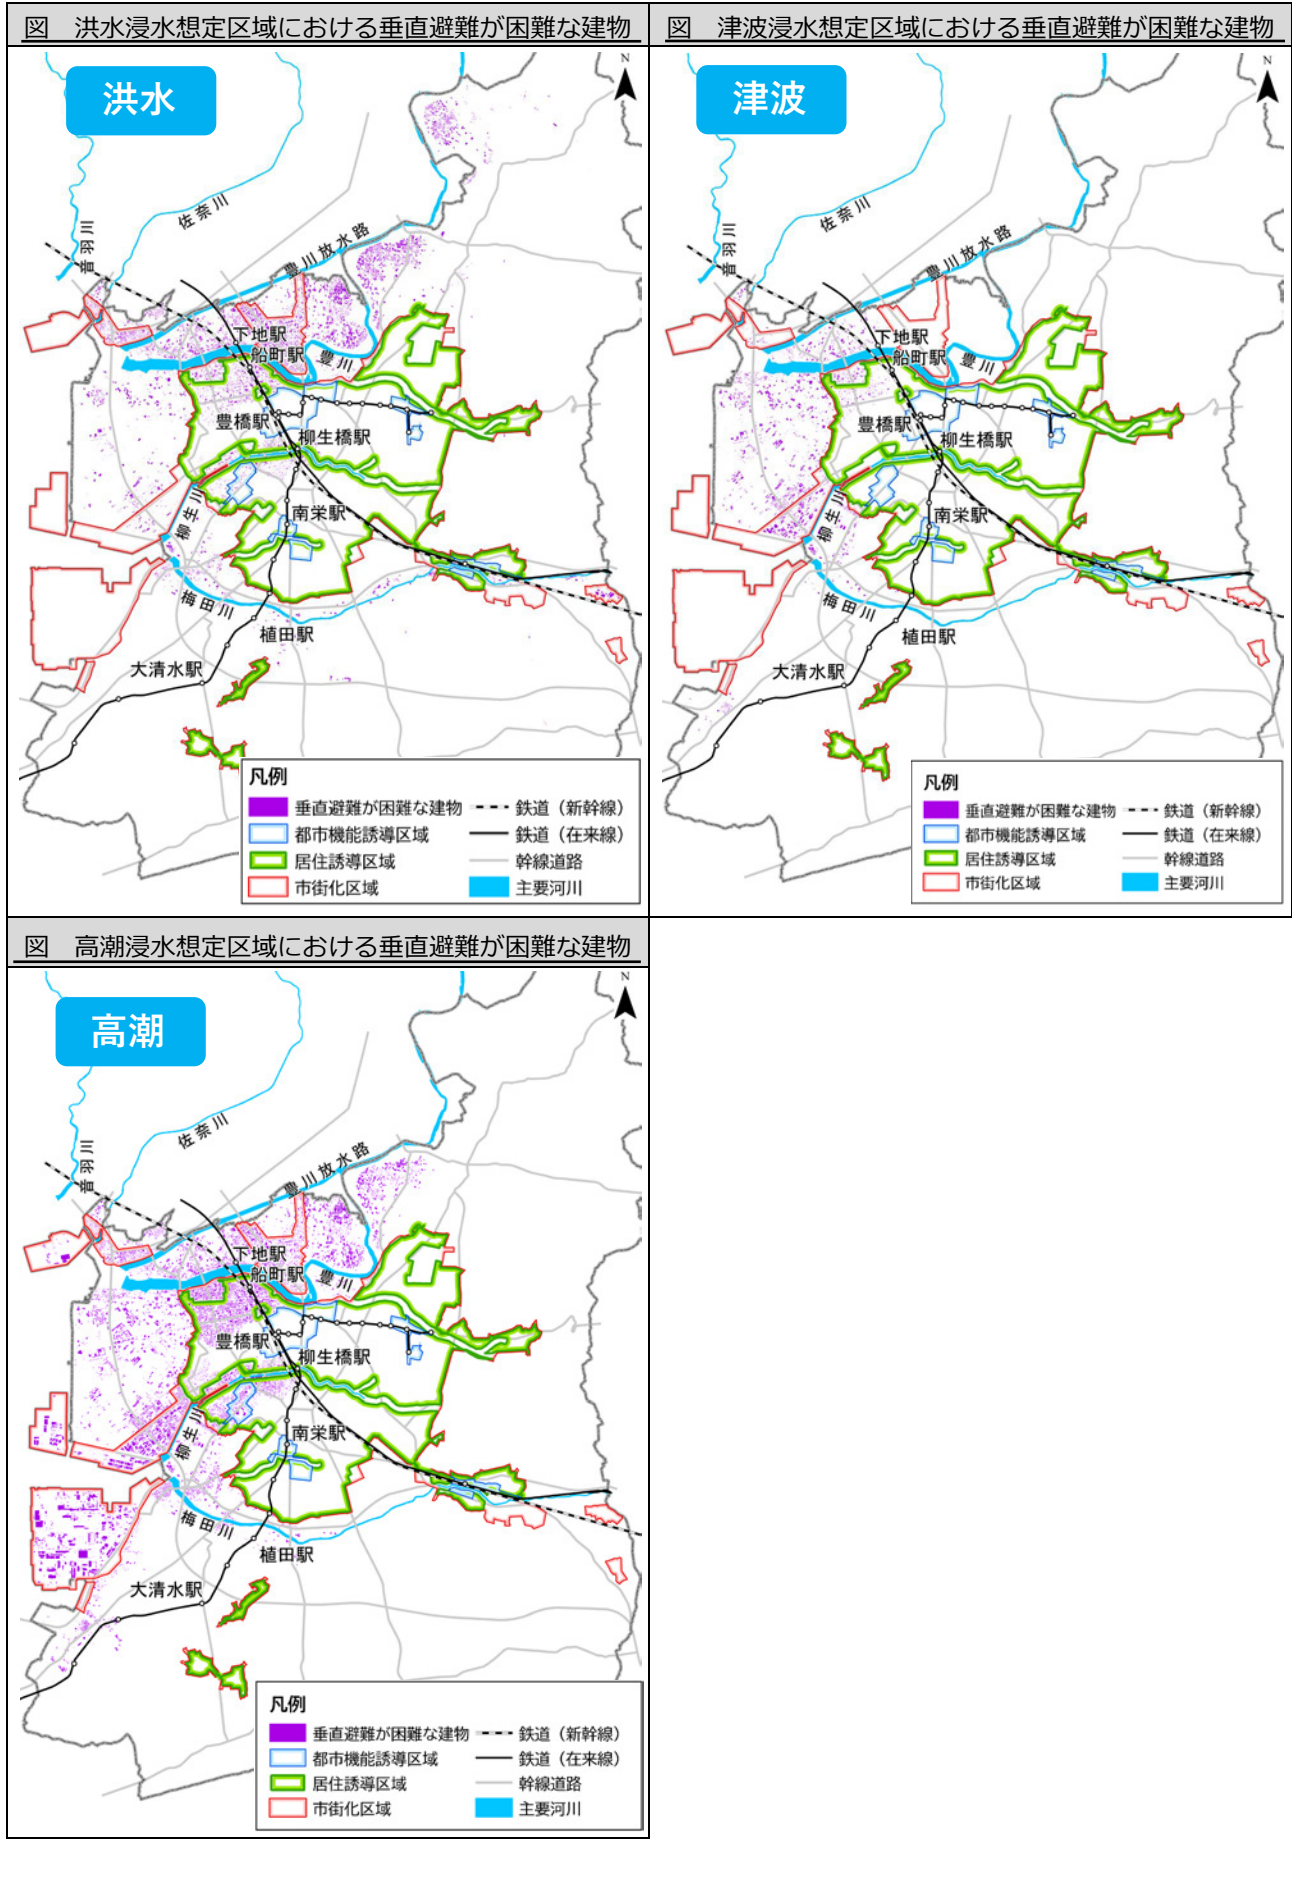 図　洪水浸水想定区域における垂直避難が困難な建物
洪水
N
佐奈川
音羽川
豊川放水路
下地駅
船町駅
豊川
豊橋駅
柳生橋駅
柳生川
南栄駅
梅田川
植田駅
大清水駅
凡例
垂直避難が困難な建物
都市機能誘導区域
居住誘導区域
市街化区域
鉄道（新幹線）
鉄道（在来線）
幹線道路
主要河川
図　津波浸水想定区域における垂直避難が困難な建物
津波
N
佐奈川
音羽川
豊川放水路
下地駅
船町駅
豊川
豊橋駅
柳生橋駅
柳生川
南栄駅
梅田川
植田駅
大清水駅
凡例
垂直避難が困難な建物
都市機能誘導区域
居住誘導区域
市街化区域
鉄道（新幹線）
鉄道（在来線）
幹線道路
主要河川
図　高潮浸水想定区域における垂直避難が困難な建物
高潮
N
佐奈川
音羽川
豊川放水路
下地駅
船町駅
豊川
豊橋駅
柳生橋駅
柳生川
南栄駅
梅田川
植田駅
大清水駅
凡例
垂直避難が困難な建物
都市機能誘導区域
居住誘導区域
市街化区域
鉄道（新幹線）
鉄道（在来線）
幹線道路
主要河川